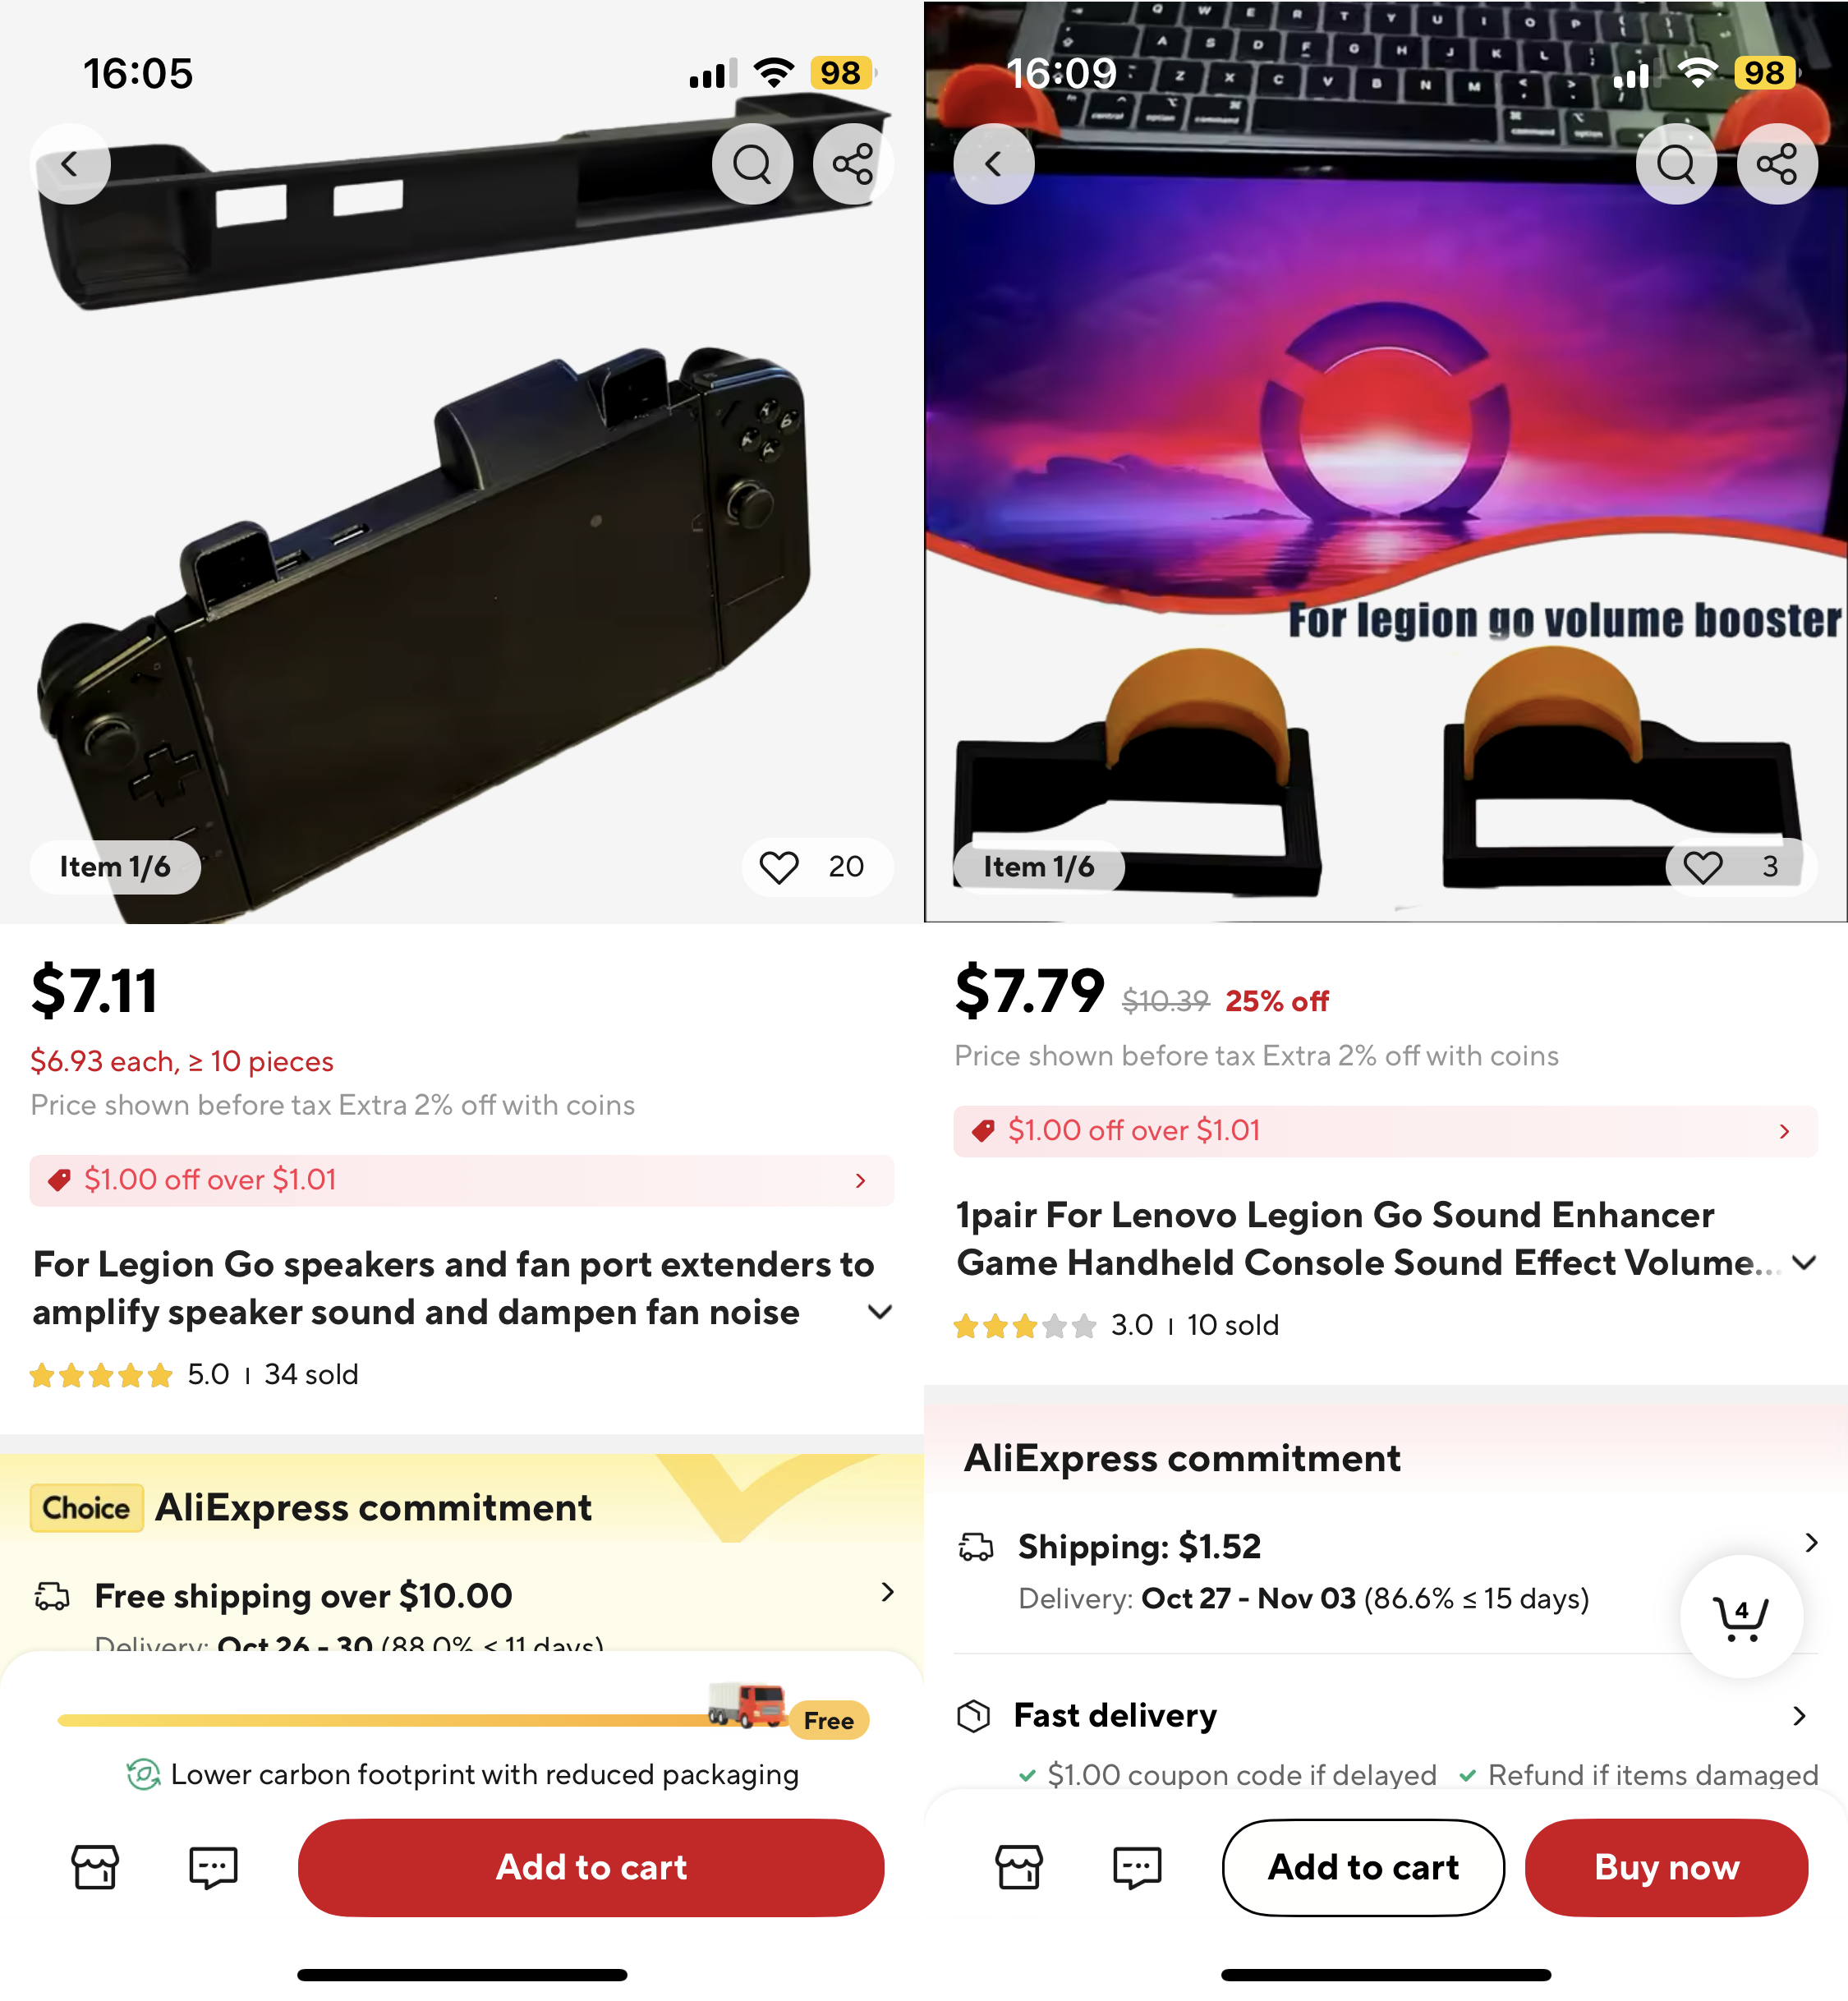 16:05
98
Item 1/6
20
$7.11
$6.93 each, ≥ 10 pieces
Price shown before tax Extra 2% off with coins
$1.00 off over $1.01
For Legion Go speakers and fan port extenders to
amplify speaker sound and dampen fan noise
5.0 | 34 sold
Choice AliExpress commitment
Free shipping over $10.00
Delivery: Oct 26 - 30 (88.0% ≤ 11 days)
Free
Lower carbon footprint with reduced packaging
Add to cart
Q W E R T Y U I O P
A S D F G H J K L
Z X C V B N M
control option command
command option
16:09
98
For legion go volume booster
Item 1/6
3
$7.79 $10.39 25% off
Price shown before tax Extra 2% off with coins
$1.00 off over $1.01
1pair For Lenovo Legion Go Sound Enhancer
Game Handheld Console Sound Effect Volume...
3.0 | 10 sold
AliExpress commitment
Shipping: $1.52
Delivery: Oct 27 - Nov 03 (86.6% ≤ 15 days)
4
Fast delivery
$1.00 coupon code if delayed Refund if items damaged
Add to cart
Buy now